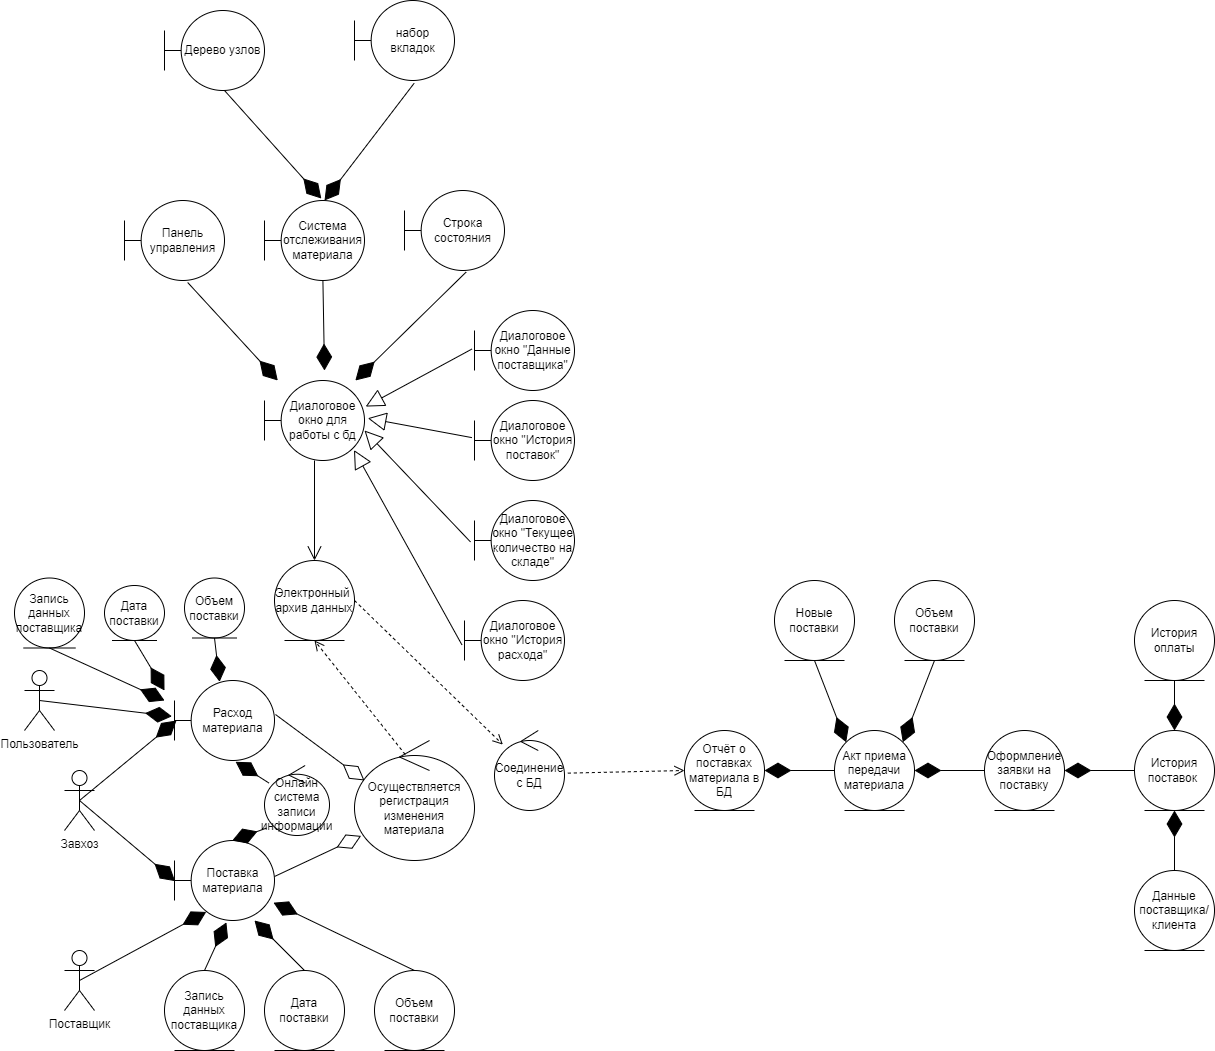 Дерево узлов
набор
вкладок
Панель
управления
Система
отслеживания
материала
Строка
состояния
Диалоговое
окно "Данные
поставщика"
Диалоговое
окно для
работы с бд
Диалоговое
окно "История
поставок"
Диалоговое
окно "Текущее
количество на
складе"
Диалоговое
окно "История
расхода"
Электронный
архив данных
Запись
данных
поставщика
Дата
поставки
Объем
поставки
Пользователь
Расход
материала
Завхоз
Онлайн
система
записи
информации
Осуществляется
регистрация
изменения
материала
Соединение
с БД
Отчёт о
поставках
материала в
БД
Новые
поставки
Объем
поставки
Акт приема
передачи
материала
Оформление
заявки на
поставку
История
оплаты
История
поставок
Данные
поставщика/
клиента
Поставка
материала
Поставщик
Запись
данных
поставщика
Дата
поставки
Объем
поставки